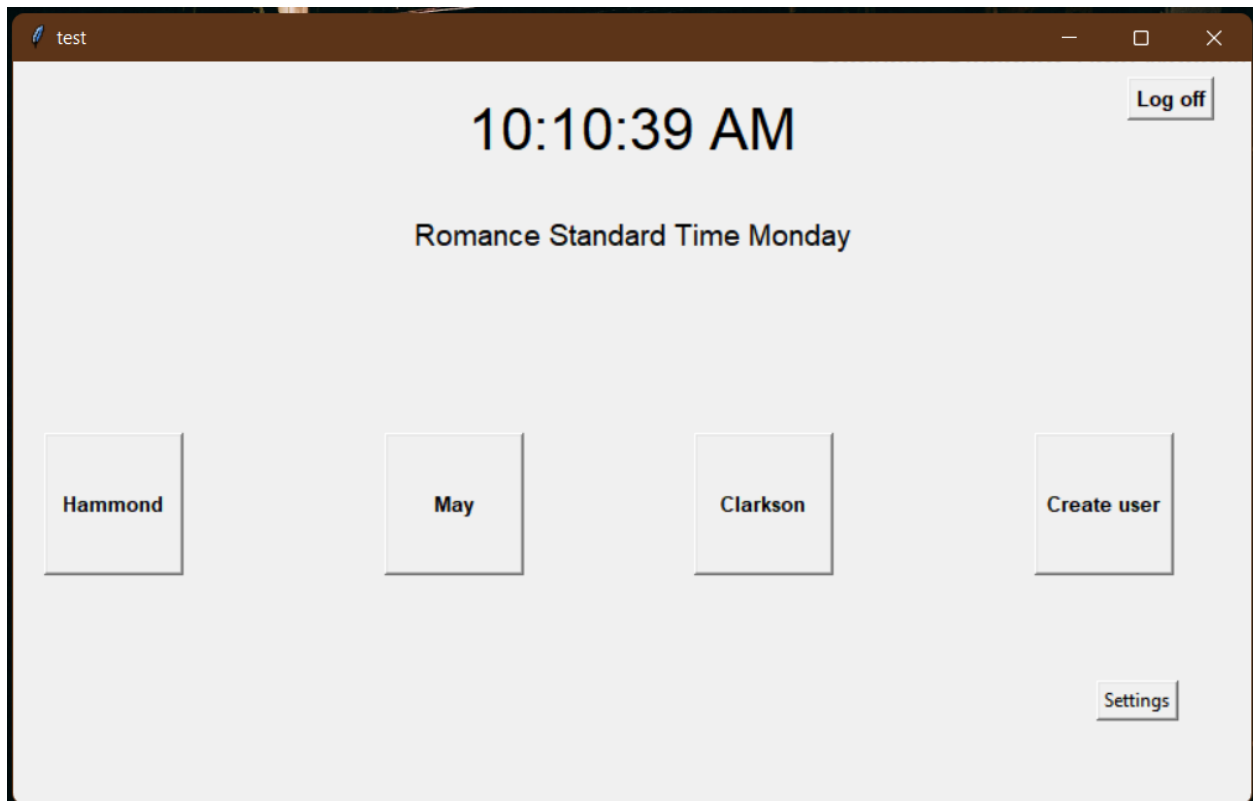 test
Log off
10:10:39 AM
Romance Standard Time Monday
Hammond
May
Clarkson
Create user
Settings